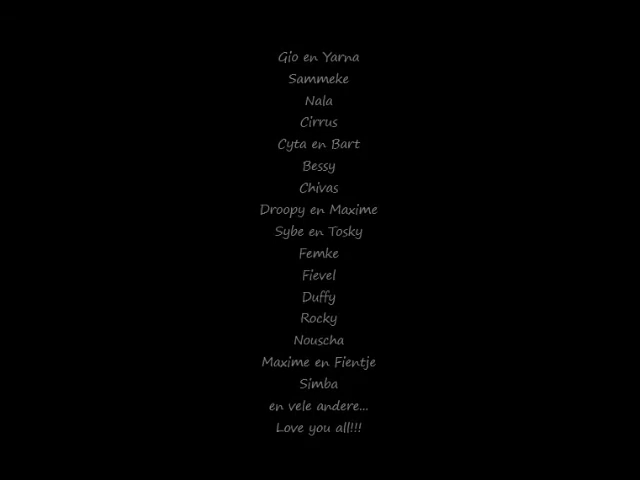 Gio en Yarna
Sammeke
Nala
Cirrus
Cyta en Bart
Bessy
Chivas
Droopy en Maxime
Sybe en Tosky
Femke
Fievel
Duffy
Rocky
Nouscha
Maxime en Fientje
Simba
en vele andere...
Love you all!!!